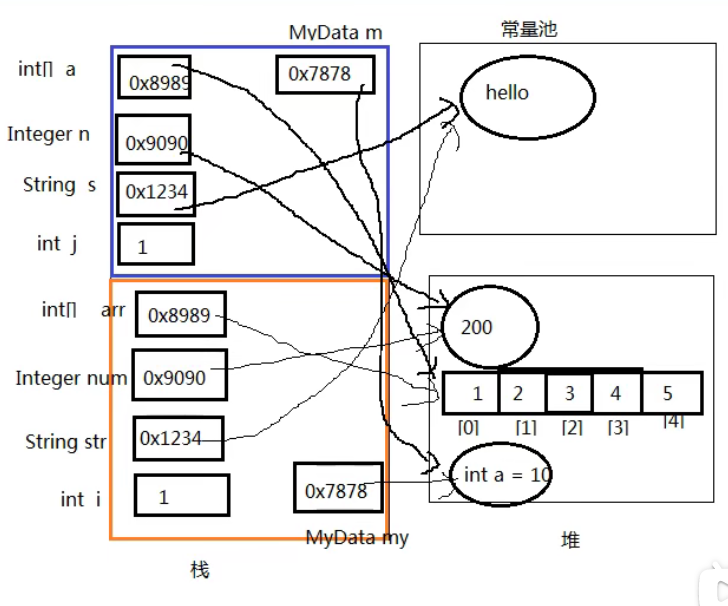 MyData m
常量池
int[] a
0x8989
0x7878
hello
Integer n
0x9090
String s
0x1234
int j
1
int[] arr
0x8989
200
Integer num
0x9090
1 2 3 4 5
[0] [1] [2] [3] [4]
String str
0x1234
int a = 10
int i
1
0x7878
MyData my
堆
栈